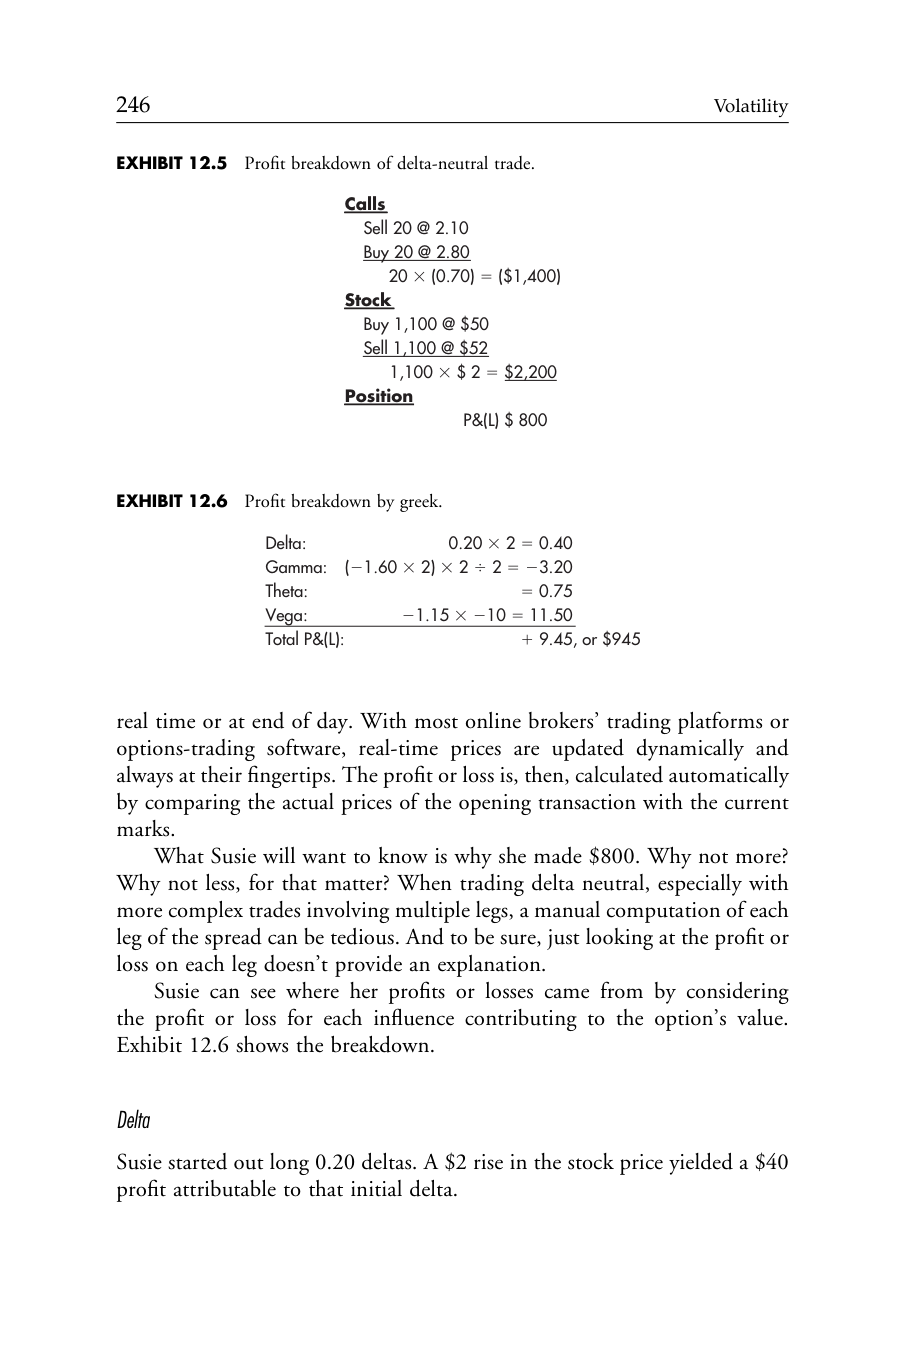 246 Volatility
EXHIBIT 12.5 Profit breakdown of delta-neutral trade.
Calls
Sell 20 @ 2.10
Buy 20 @ 2.80
20 × (0.70) = ($1,400)
Stock
Buy 1,100 @ $50
Sell 1,100 @ $52
1,100 × $ 2 = $2,200
Position
P&(L) $ 800
EXHIBIT 12.6 Profit breakdown by greek.
Delta: 0.20 × 2 = 0.40
Gamma: (−1.60 × 2) × 2 ÷ 2 = −3.20
Theta: = 0.75
Vega: −1.15 × −10 = 11.50
Total P&(L): + 9.45, or $945
real time or at end of day. With most online brokers’ trading platforms or
options-trading software, real-time prices are updated dynamically and
always at their fingertips. The profit or loss is, then, calculated automatically
by comparing the actual prices of the opening transaction with the current
marks.
What Susie will want to know is why she made $800. Why not more?
Why not less, for that matter? When trading delta neutral, especially with
more complex trades involving multiple legs, a manual computation of each
leg of the spread can be tedious. And to be sure, just looking at the profit or
loss on each leg doesn’t provide an explanation.
Susie can see where her profits or losses came from by considering
the profit or loss for each influence contributing to the option’s value.
Exhibit 12.6 shows the breakdown.
Delta
Susie started out long 0.20 deltas. A $2 rise in the stock price yielded a $40
profit attributable to that initial delta.